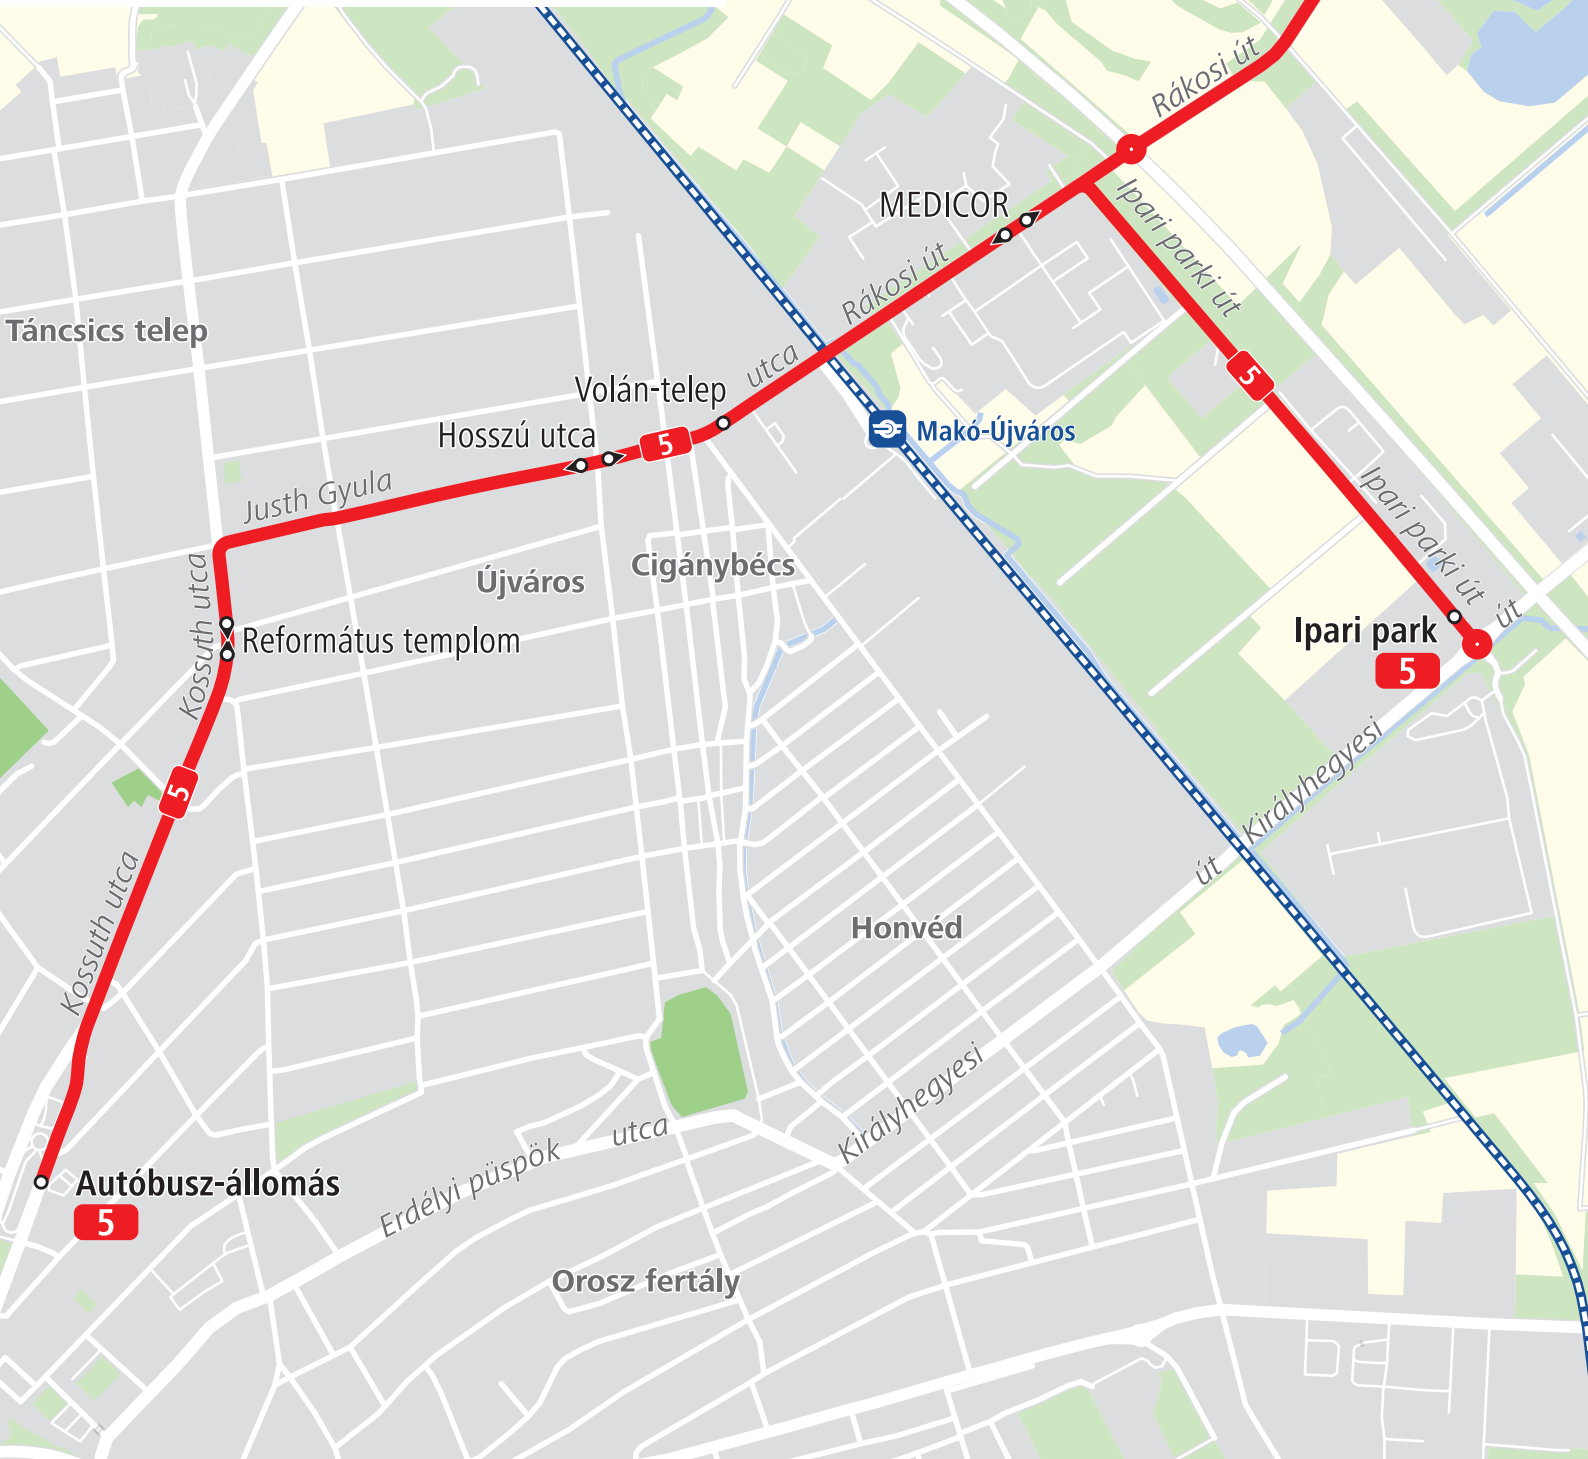 Rákosi út
MEDICOR
Ipari parki út
Rákosi út
Táncsics telep
utca
Volán-telep
5
Hosszú utca
5
Makó-Újváros
Justh Gyula
Ipari parki út
Kossuth utca
Újváros
Cigánybécs
Református templom
Ipari park
5
út
5
Királyhegyesi
Kossuth utca
út
Honvéd
Királyhegyesi
Autóbusz-állomás
5
Erdélyi püspök
utca
Orosz fertály